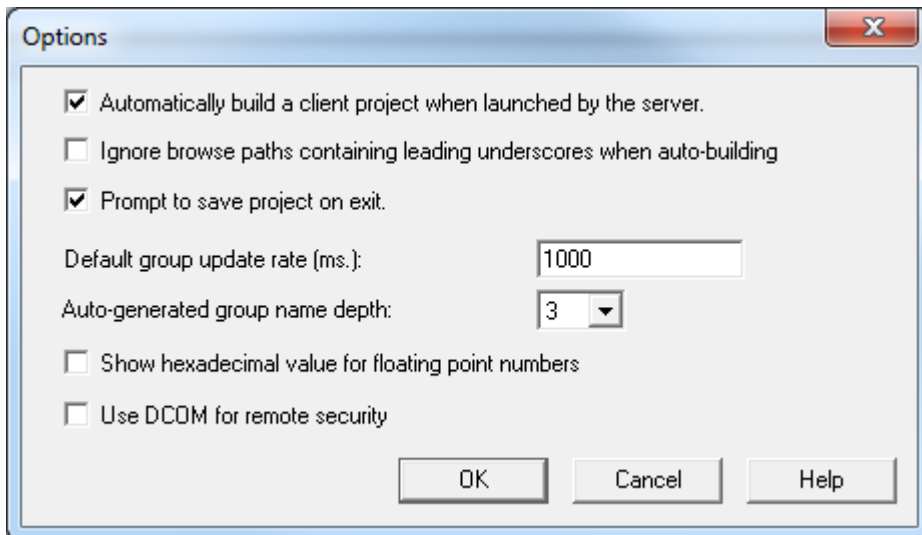 Options
Automatically build a client project when launched by the server.
Ignore browse paths containing leading underscores when auto-building
Prompt to save project on exit.
Default group update rate (ms.): 1000
Auto-generated group name depth: 3
Show hexadecimal value for floating point numbers
Use DCOM for remote security
OK Cancel Help